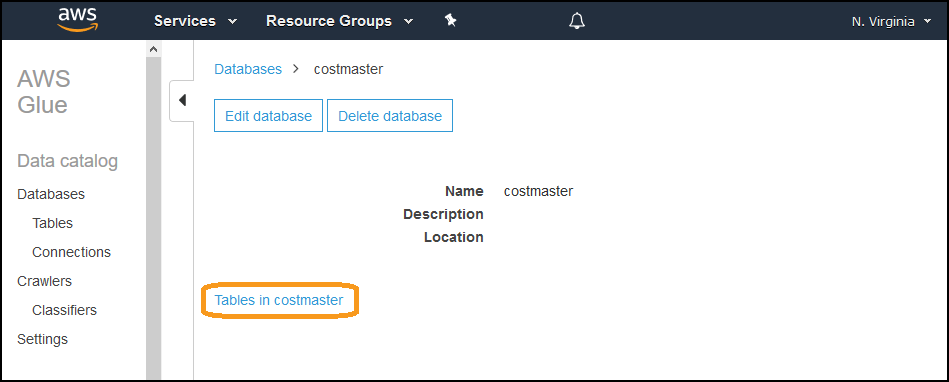 aws Services Resource Groups N. Virginia
AWS
Glue
Data catalog
Databases
Tables
Connections
Crawlers
Classifiers
Settings
Databases > costmaster
Edit database Delete database
Name costmaster
Description
Location
Tables in costmaster